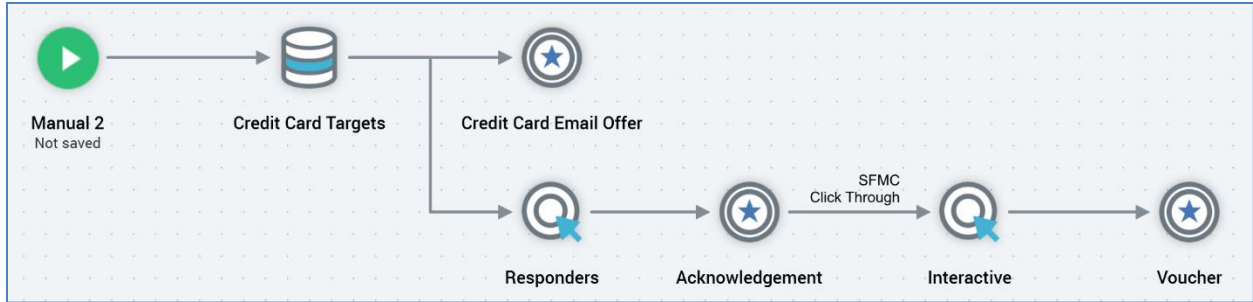 Manual 2
Not saved
Credit Card Targets
Credit Card Email Offer
SFMC
Click Through
Responders
Acknowledgement
Interactive
Voucher